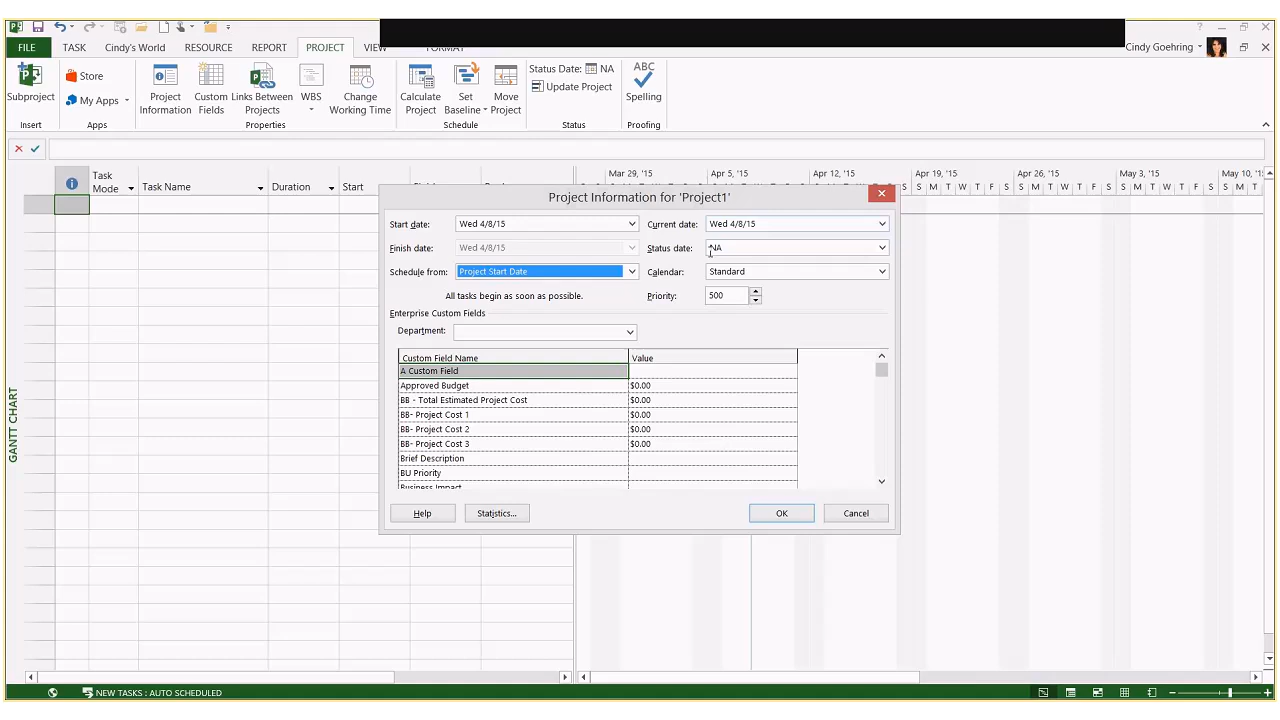 FILE TASK Cindy's World RESOURCE REPORT PROJECT VIEW FORMAT Cindy Goehring
Subproject
Store
My Apps
Project Information
Custom Fields
Links Between Projects
WBS
Change Working Time
Calculate Project
Set Baseline
Move Project
Status Date: NA
Update Project
ABC
Spelling
Insert Apps Properties Schedule Status Proofing
Task Mode Task Name Duration Start
Mar 29, '15 Apr 5, '15 Apr 12, '15 Apr 19, '15 Apr 26, '15 May 3, '15 May 10, '15
S S M T W T F S S M T W T F S S M T W T F S S M T
Project Information for 'Project1'
Start date: Wed 4/8/15 Current date: Wed 4/8/15
Finish date: Wed 4/8/15 Status date: NA
Schedule from: Project Start Date Calendar: Standard
All tasks begin as soon as possible. Priority: 500
Enterprise Custom Fields
Department:
Custom Field Name Value
A Custom Field
Approved Budget $0.00
BB - Total Estimated Project Cost $0.00
BB- Project Cost 1 $0.00
BB- Project Cost 2 $0.00
BB- Project Cost 3 $0.00
Brief Description
BU Priority
Business Impact
Help Statistics... OK Cancel
GANTT CHART
NEW TASKS : AUTO SCHEDULED